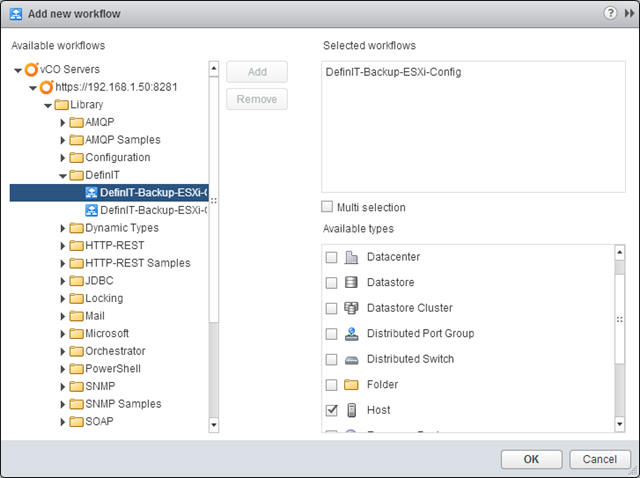 Add new workflow
Available workflows
vCO Servers
https://192.168.1.50:8281
Library
AMQP
AMQP Samples
Configuration
DefinIT
DefinIT-Backup-ESXi-(
DefinIT-Backup-ESXi-(
Dynamic Types
HTTP-REST
HTTP-REST Samples
JDBC
Locking
Mail
Microsoft
Orchestrator
PowerShell
SNMP
SNMP Samples
SOAP
Add
Remove
Selected workflows
DefinIT-Backup-ESXi-Config
Multi selection
Available types
Datacenter
Datastore
Datastore Cluster
Distributed Port Group
Distributed Switch
Folder
Host
OK
Cancel